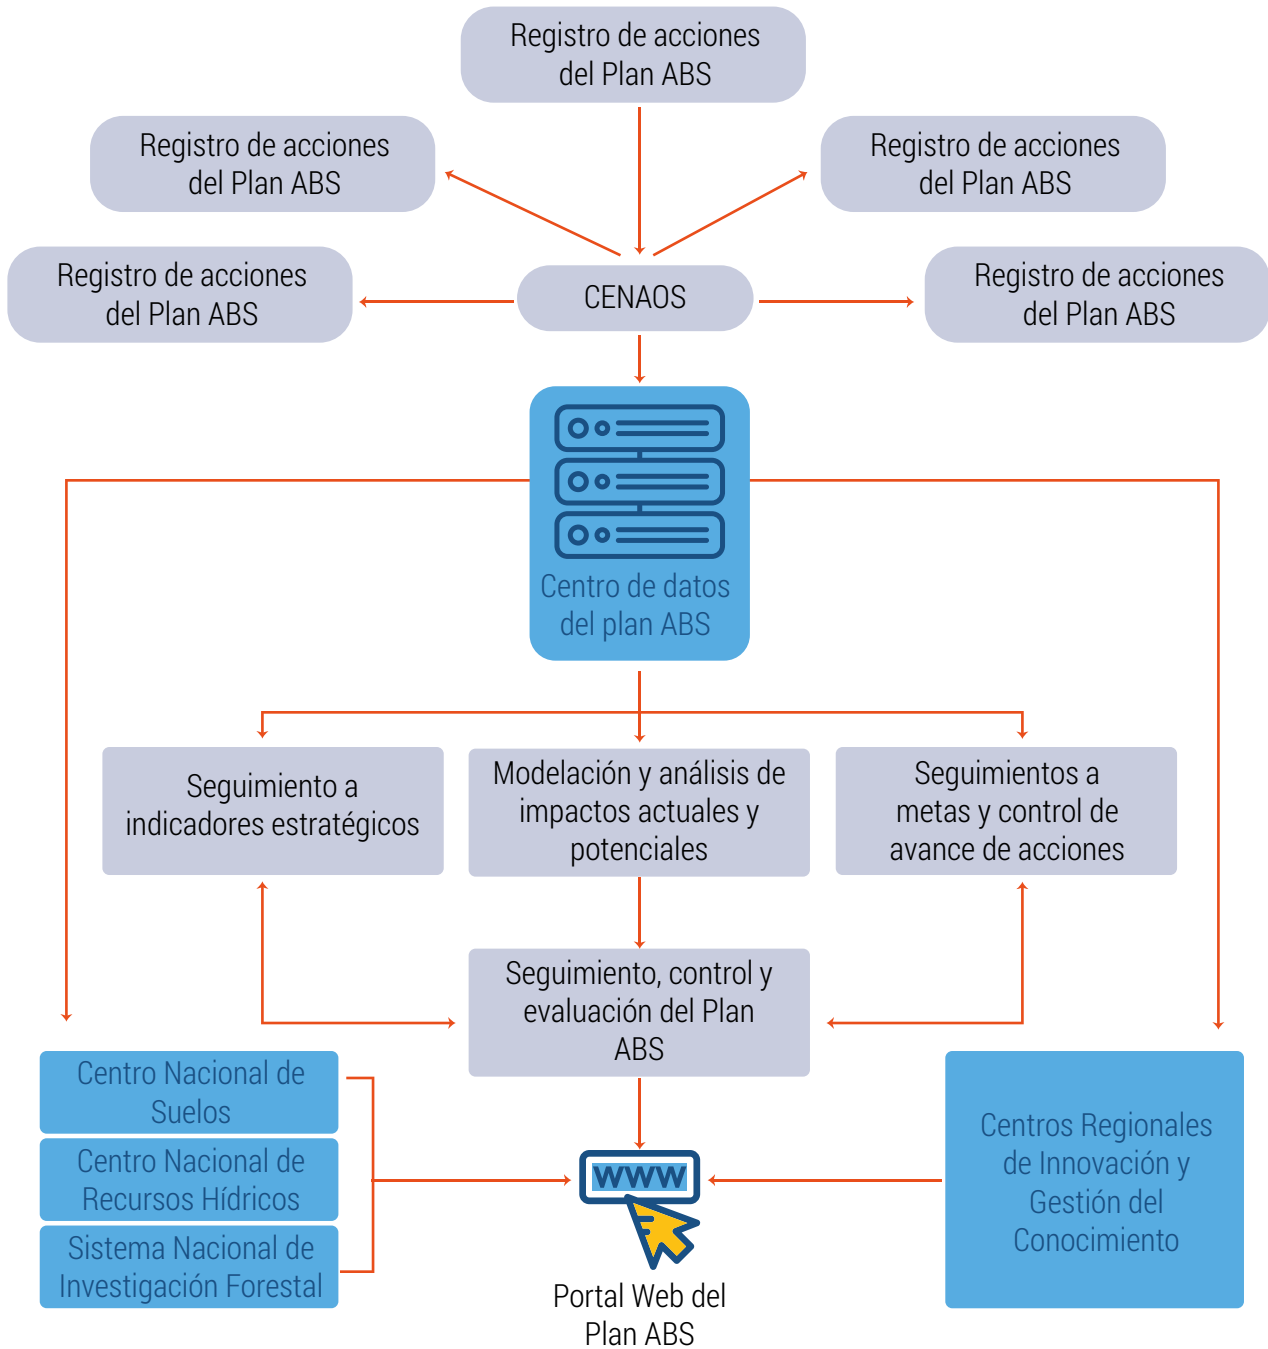 Registro de acciones
del Plan ABS
Registro de acciones
del Plan ABS
Registro de acciones
del Plan ABS
Registro de acciones
del Plan ABS
CENAOS
Registro de acciones
del Plan ABS
Centro de datos
del plan ABS
Seguimiento a
indicadores estratégicos
Modelación y análisis de
impactos actuales y
potenciales
Seguimientos a
metas y control de
avance de acciones
Seguimiento, control y
evaluación del Plan
ABS
Centro Nacional de
Suelos
Centro Nacional de
Recursos Hídricos
Sistema Nacional de
Investigación Forestal
WWW
Portal Web del
Plan ABS
Centros Regionales
de Innovación y
Gestión del
Conocimiento